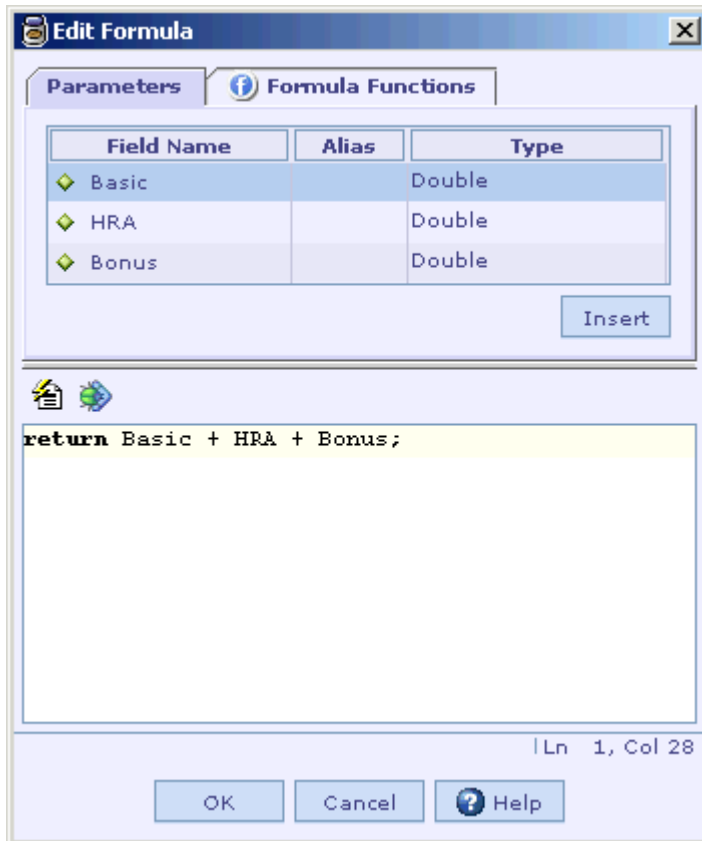 Edit Formula
Parameters Formula Functions
Field Name Alias Type
Basic Double
HRA Double
Bonus Double
Insert
return Basic + HRA + Bonus;
Ln 1, Col 28
OK Cancel Help